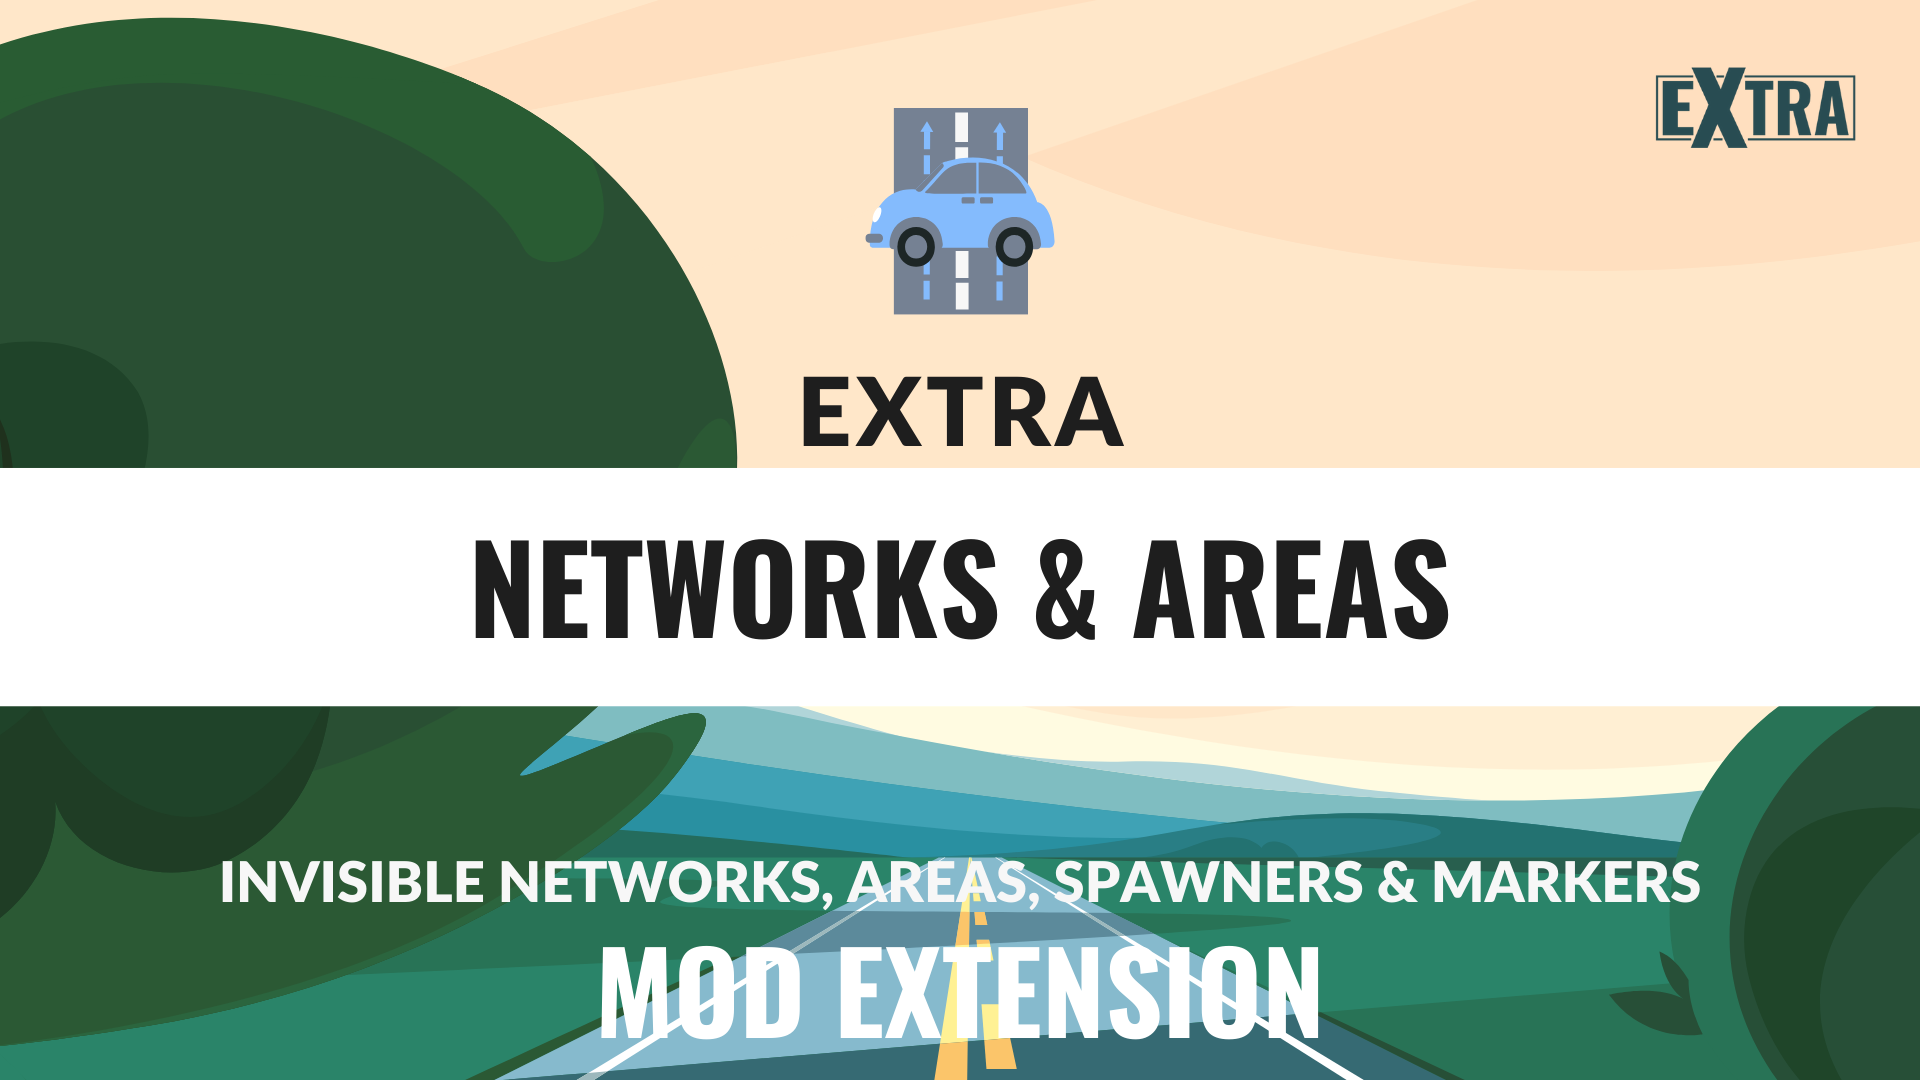 EXTRA
EXTRA
NETWORKS & AREAS
INVISIBLE NETWORKS, AREAS, SPAWNERS & MARKERS
MOD EXTENSION